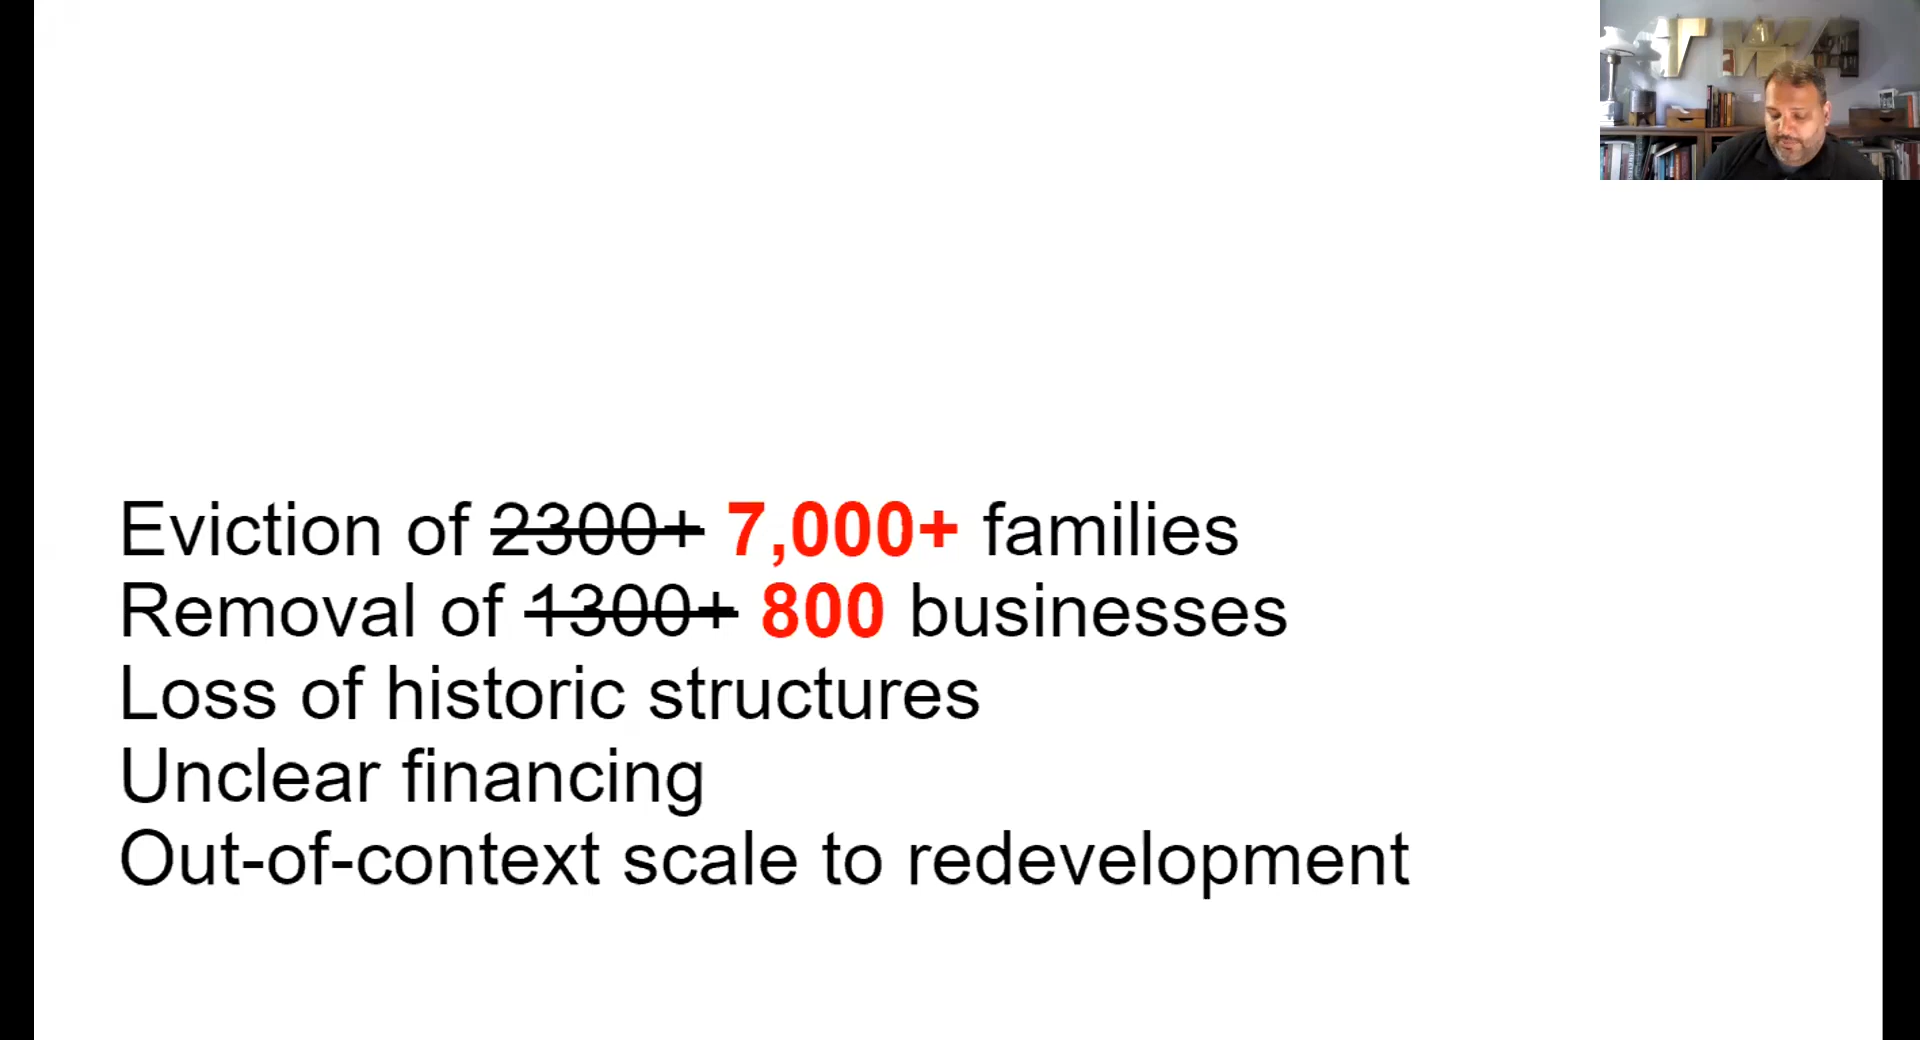 TWA
Eviction of 2300+ 7,000+ families
Removal of 1300+ 800 businesses
Loss of historic structures
Unclear financing
Out-of-context scale to redevelopment